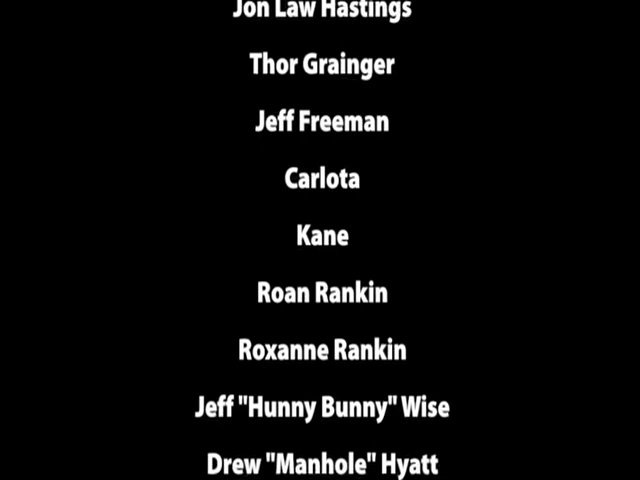 Jon Law Hastings
Thor Grainger
Jeff Freeman
Carlota
Kane
Roan Rankin
Roxanne Rankin
Jeff "Hunny Bunny" Wise
Drew "Manhole" Hyatt